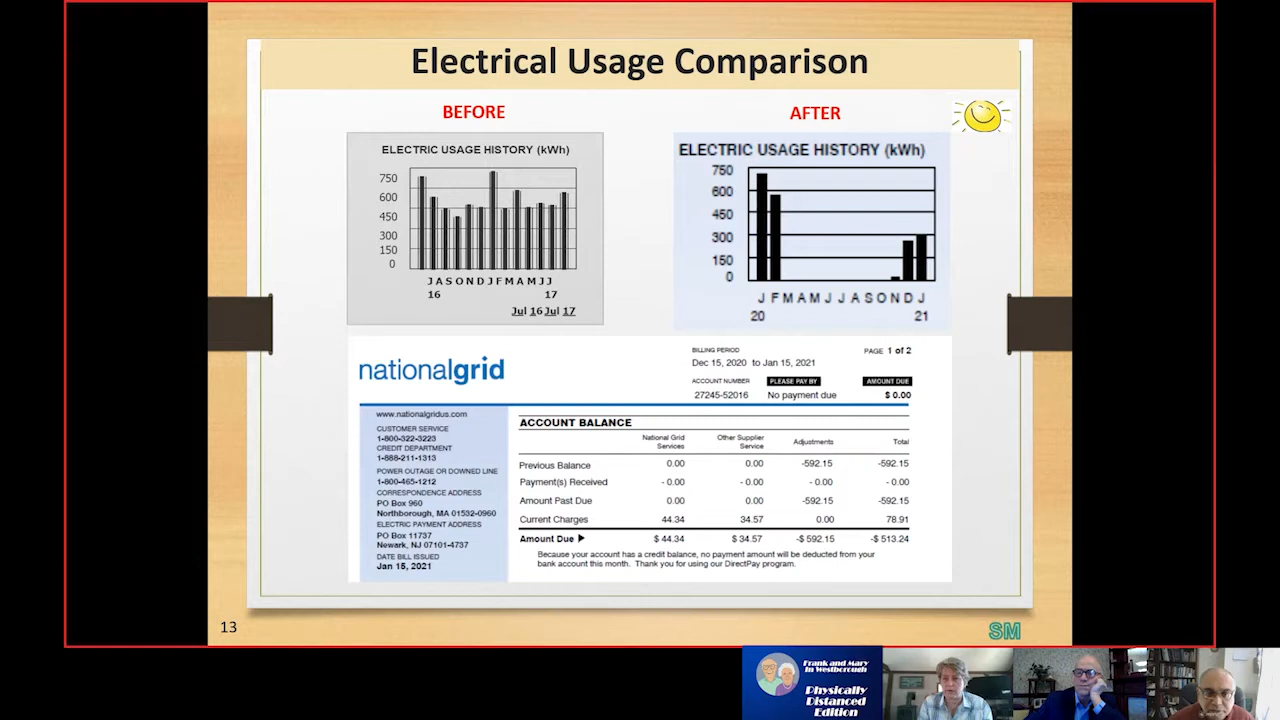 Electrical Usage Comparison
BEFORE
AFTER
ELECTRIC USAGE HISTORY (kWh)
750
600
450
300
150
0
J A S O N D J F M A M J J
16 17
Jul 16 Jul 17
ELECTRIC USAGE HISTORY (kWh)
750
600
450
300
150
0
J F M A M J J A S O N D J
20 21
nationalgrid
BILLING PERIOD
Dec 15, 2020 to Jan 15, 2021
PAGE 1 of 2
ACCOUNT NUMBER PLEASE PAY BY AMOUNT DUE
27245-52016 No payment due $ 0.00
www.nationalgridus.com
CUSTOMER SERVICE
1-800-322-3223
CREDIT DEPARTMENT
1-888-211-1313
POWER OUTAGE OR DOWNED LINE
1-800-465-1212
CORRESPONDENCE ADDRESS
PO Box 960
Northborough, MA 01532-0960
ELECTRIC PAYMENT ADDRESS
PO Box 11737
Newark, NJ 07101-4737
DATE BILL ISSUED
Jan 15, 2021
ACCOUNT BALANCE
National Grid Services Other Supplier Service Adjustments Total
Previous Balance 0.00 0.00 -592.15 -592.15
Payment(s) Received - 0.00 - 0.00 - 0.00 - 0.00
Amount Past Due 0.00 0.00 -592.15 -592.15
Current Charges 44.34 34.57 0.00 78.91
Amount Due ▶ $ 44.34 $ 34.57 -$ 592.15 -$ 513.24
Because your account has a credit balance, no payment amount will be deducted from your
bank account this month. Thank you for using our DirectPay program.
13
SM
Frank and Mary
in Westborough
Physically
Distanced
Edition